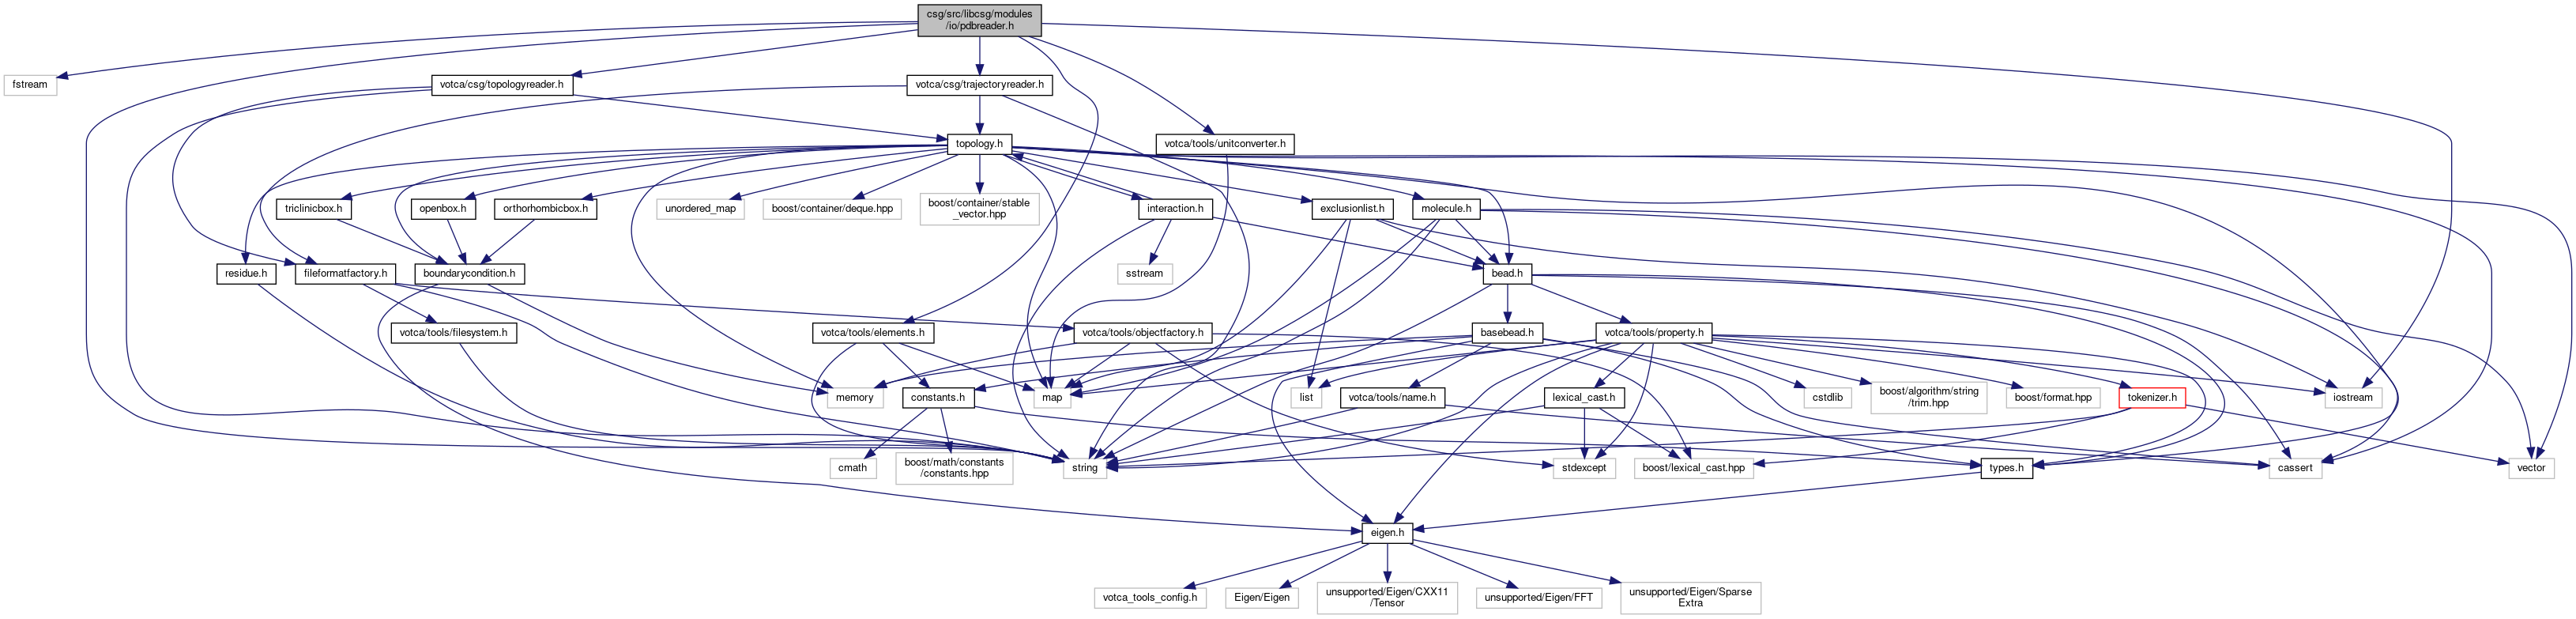 csg/src/libcsg/modules
/io/pdbreader.h
fstream
votca/csg/topologyreader.h
votca/csg/trajectoryreader.h
topology.h
votca/tools/unitconverter.h
triclinicbox.h
openbox.h
orthorhombicbox.h
unordered_map
boost/container/deque.hpp
boost/container/stable
_vector.hpp
interaction.h
exclusionlist.h
molecule.h
residue.h
fileformatfactory.h
boundarycondition.h
sstream
bead.h
votca/tools/filesystem.h
votca/tools/elements.h
votca/tools/objectfactory.h
basebead.h
votca/tools/property.h
memory
constants.h
map
list
votca/tools/name.h
lexical_cast.h
cstdlib
boost/algorithm/string
/trim.hpp
boost/format.hpp
tokenizer.h
iostream
cmath
boost/math/constants
/constants.hpp
string
stdexcept
boost/lexical_cast.hpp
types.h
cassert
vector
eigen.h
votca_tools_config.h
Eigen/Eigen
unsupported/Eigen/CXX11
/Tensor
unsupported/Eigen/FFT
unsupported/Eigen/Sparse
Extra